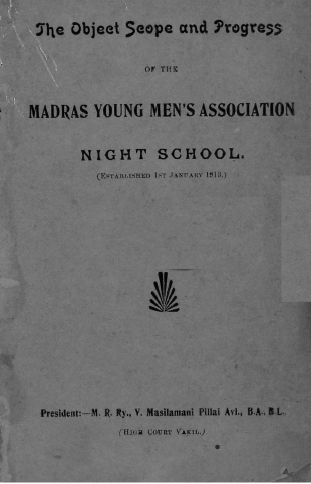 The Object Scope and Progress
OF THE
MADRAS YOUNG MEN'S ASSOCIATION
NIGHT SCHOOL.
(ESTABLISHED 1ST JANUARY 1913.)
President:—M. R. Ry., V. Masilamani Pillai Avl., B.A., B.L.,
(HIGH COURT VAKIL.)